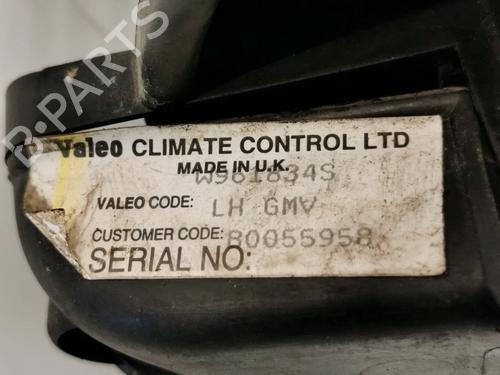 B-PARTS
Valeo CLIMATE CONTROL LTD
MADE IN U.K.
W961834S
VALEO CODE: LH GMV
CUSTOMER CODE: 80055958
SERIAL NO: